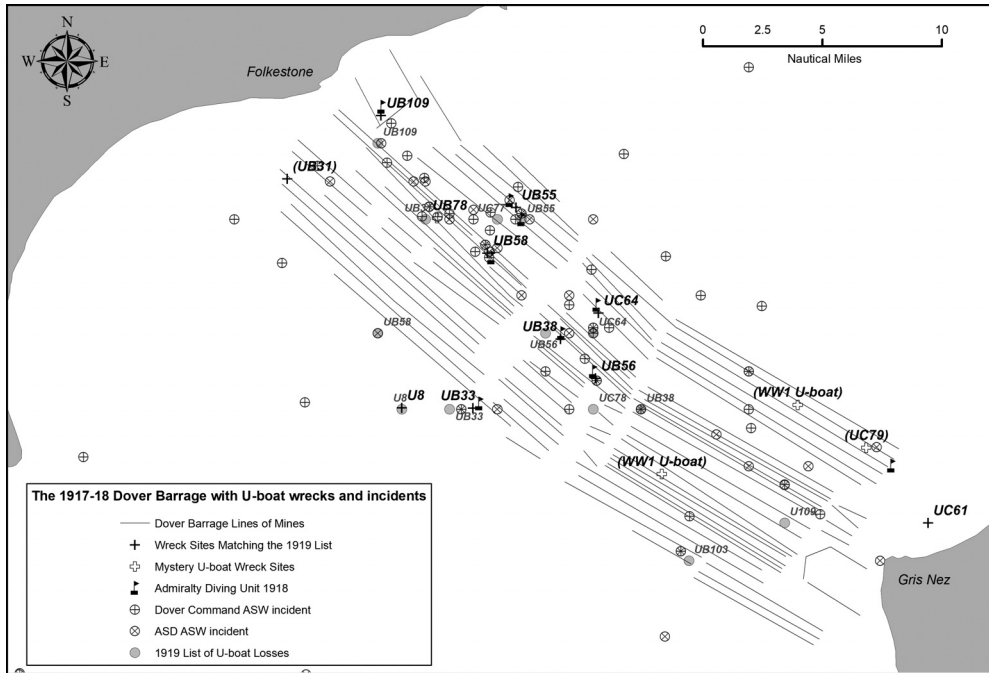 N
W E
S
Folkestone
0 2.5 5 10
Nautical Miles
UB109
UB109
(UB31)
UB55
UB78
UC77
UB55
UB58
UC64
UB38
UC64
UB56
UB58
UB56
U8
U8
UB33
UB33
UC78
UB38
(WW1 U-boat)
(UC79)
(WW1 U-boat)
U109
UC61
UB103
Gris Nez
The 1917-18 Dover Barrage with U-boat wrecks and incidents
Dover Barrage Lines of Mines
Wreck Sites Matching the 1919 List
Mystery U-boat Wreck Sites
Admiralty Diving Unit 1918
Dover Command ASW incident
ASD ASW incident
1919 List of U-boat Losses